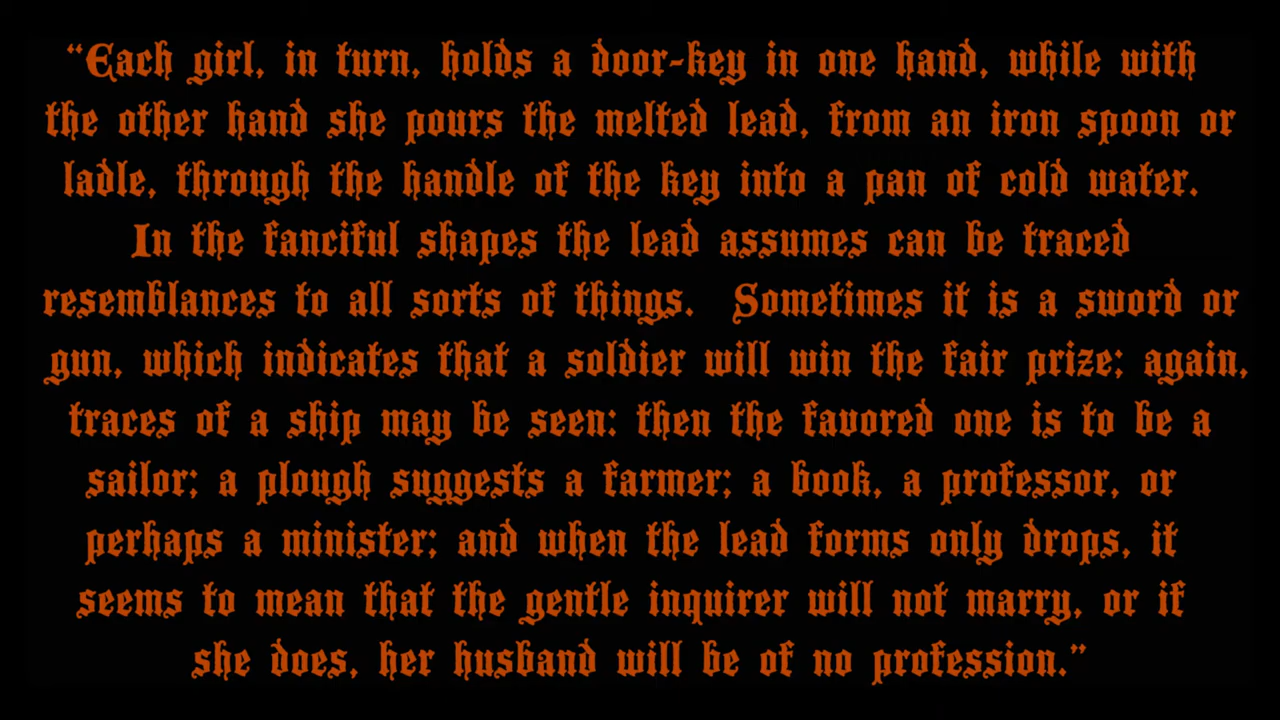 “Each girl, in turn, holds a door-key in one hand, while with
the other hand she pours the melted lead, from an iron spoon or
ladle, through the handle of the key into a pan of cold water.
In the fanciful shapes the lead assumes can be traced
resemblances to all sorts of things. Sometimes it is a sword or
gun, which indicates that a soldier will win the fair prize; again,
traces of a ship may be seen; then the favored one is to be a
sailor; a plough suggests a farmer; a book, a professor, or
perhaps a minister; and when the lead forms only drops, it
seems to mean that the gentle inquirer will not marry, or if
she does, her husband will be of no profession.”